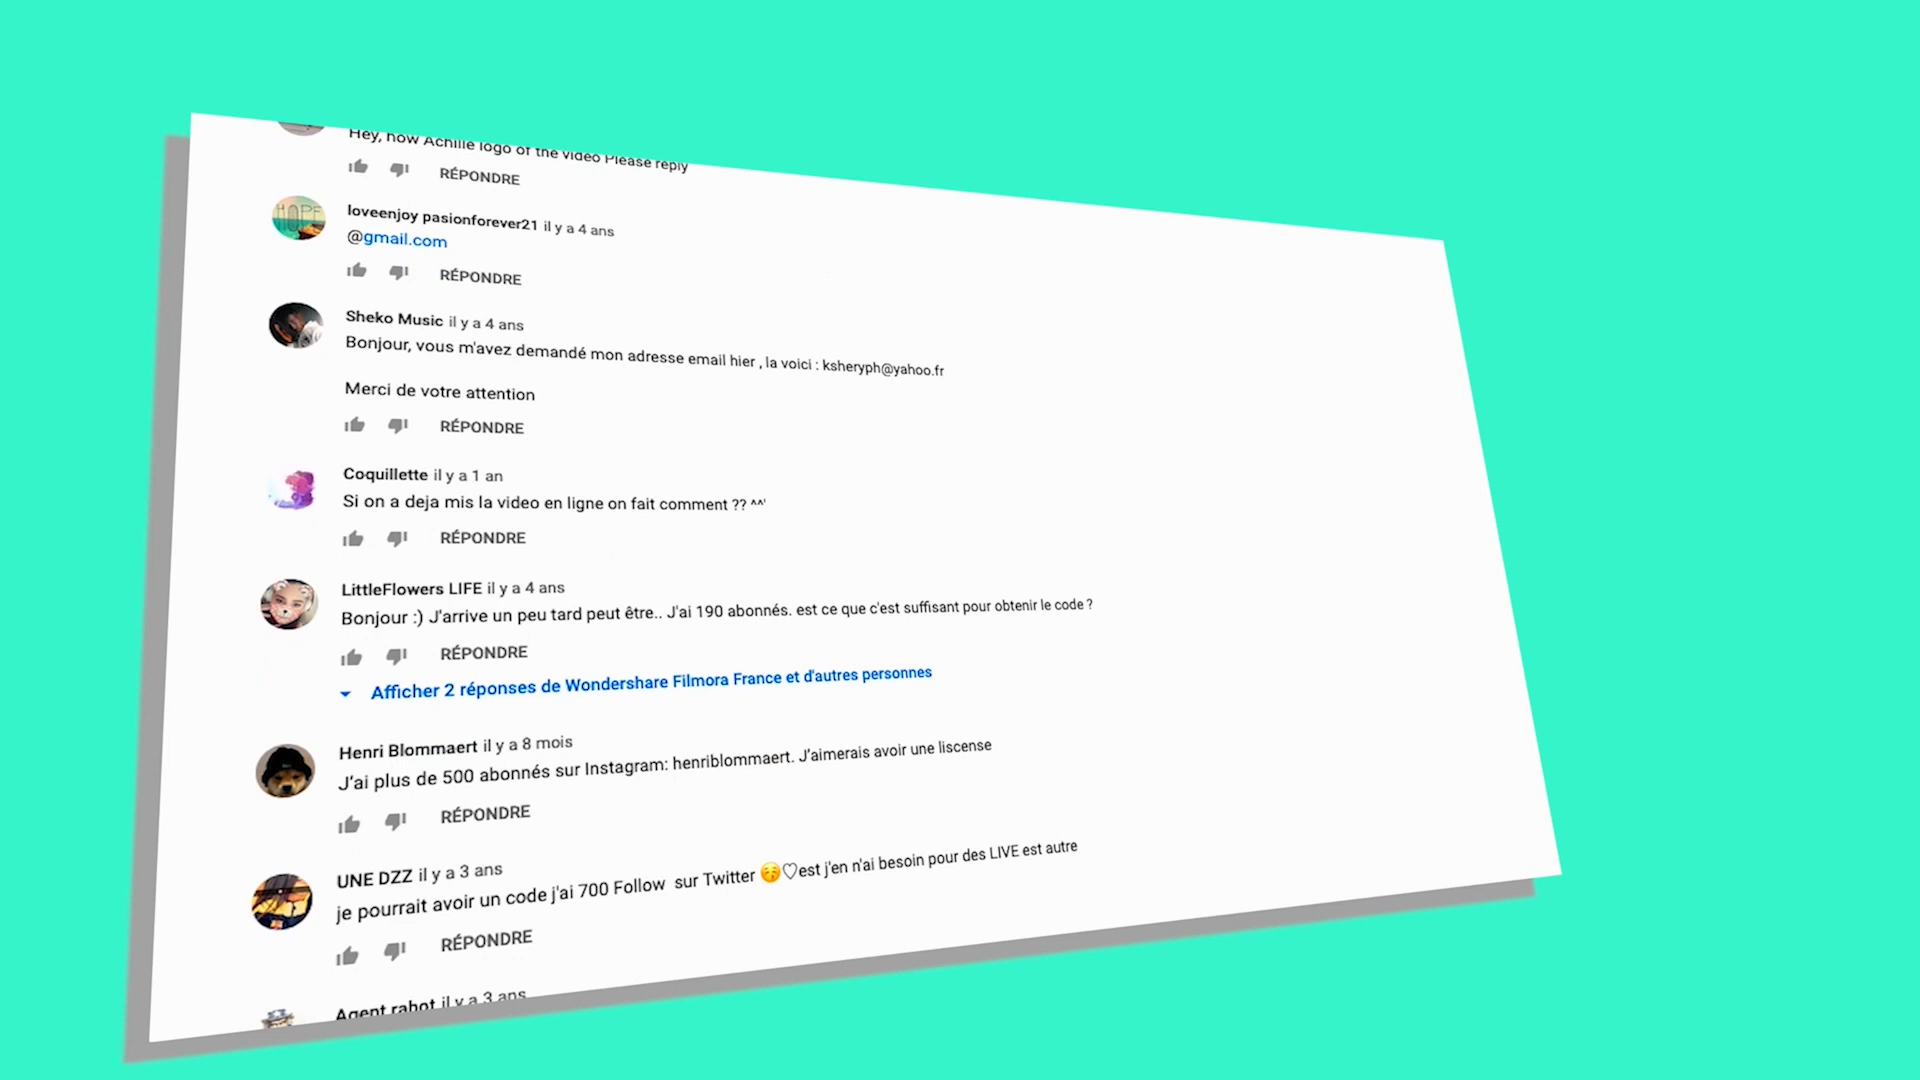 Hey, how Achille logo of the video Please reply
RÉPONDRE
HOPE
loveenjoy pasionforever21 il y a 4 ans
@gmail.com
RÉPONDRE
Sheko Music il y a 4 ans
Bonjour, vous m'avez demandé mon adresse email hier , la voici : ksheryph@yahoo.fr
Merci de votre attention
RÉPONDRE
Coquillette il y a 1 an
Si on a deja mis la video en ligne on fait comment ?? ^^'
RÉPONDRE
LittleFlowers LIFE il y a 4 ans
Bonjour :) J'arrive un peu tard peut être.. J'ai 190 abonnés. est ce que c'est suffisant pour obtenir le code ?
RÉPONDRE
Afficher 2 réponses de Wondershare Filmora France et d'autres personnes
Henri Blommaert il y a 8 mois
J'ai plus de 500 abonnés sur Instagram: henriblommaert. J'aimerais avoir une liscense
RÉPONDRE
UNE DZZ il y a 3 ans
je pourrait avoir un code j'ai 700 Follow sur Twitter 😚♡est j'en n'ai besoin pour des LIVE est autre
RÉPONDRE
Agent rabot il y a 3 ans